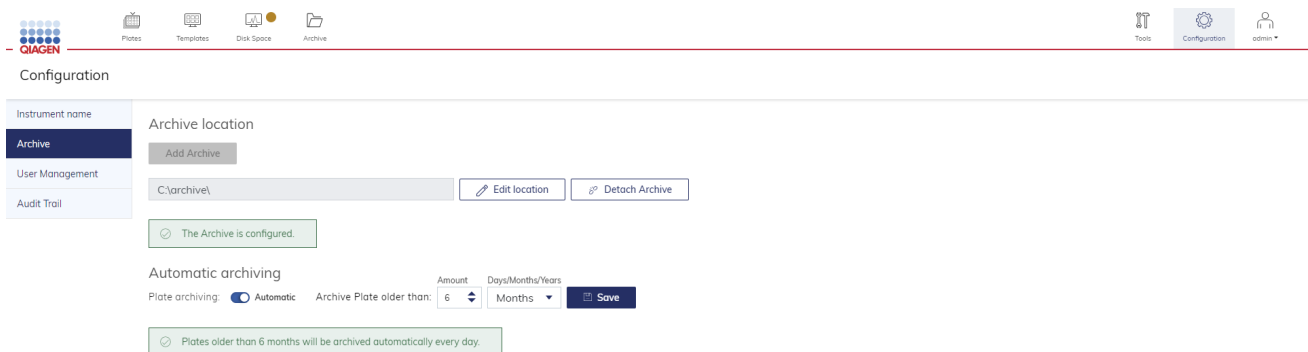 QIAGEN
Plates
Templates
Disk Space
Archive
Tools
Configuration
admin
Configuration
Instrument name
Archive
User Management
Audit Trail
Archive location
Add Archive
C:\archive\
Edit location
Detach Archive
The Archive is configured.
Automatic archiving
Plate archiving: Automatic Archive Plate older than:
Amount
6
Days/Months/Years
Months
Save
Plates older than 6 months will be archived automatically every day.